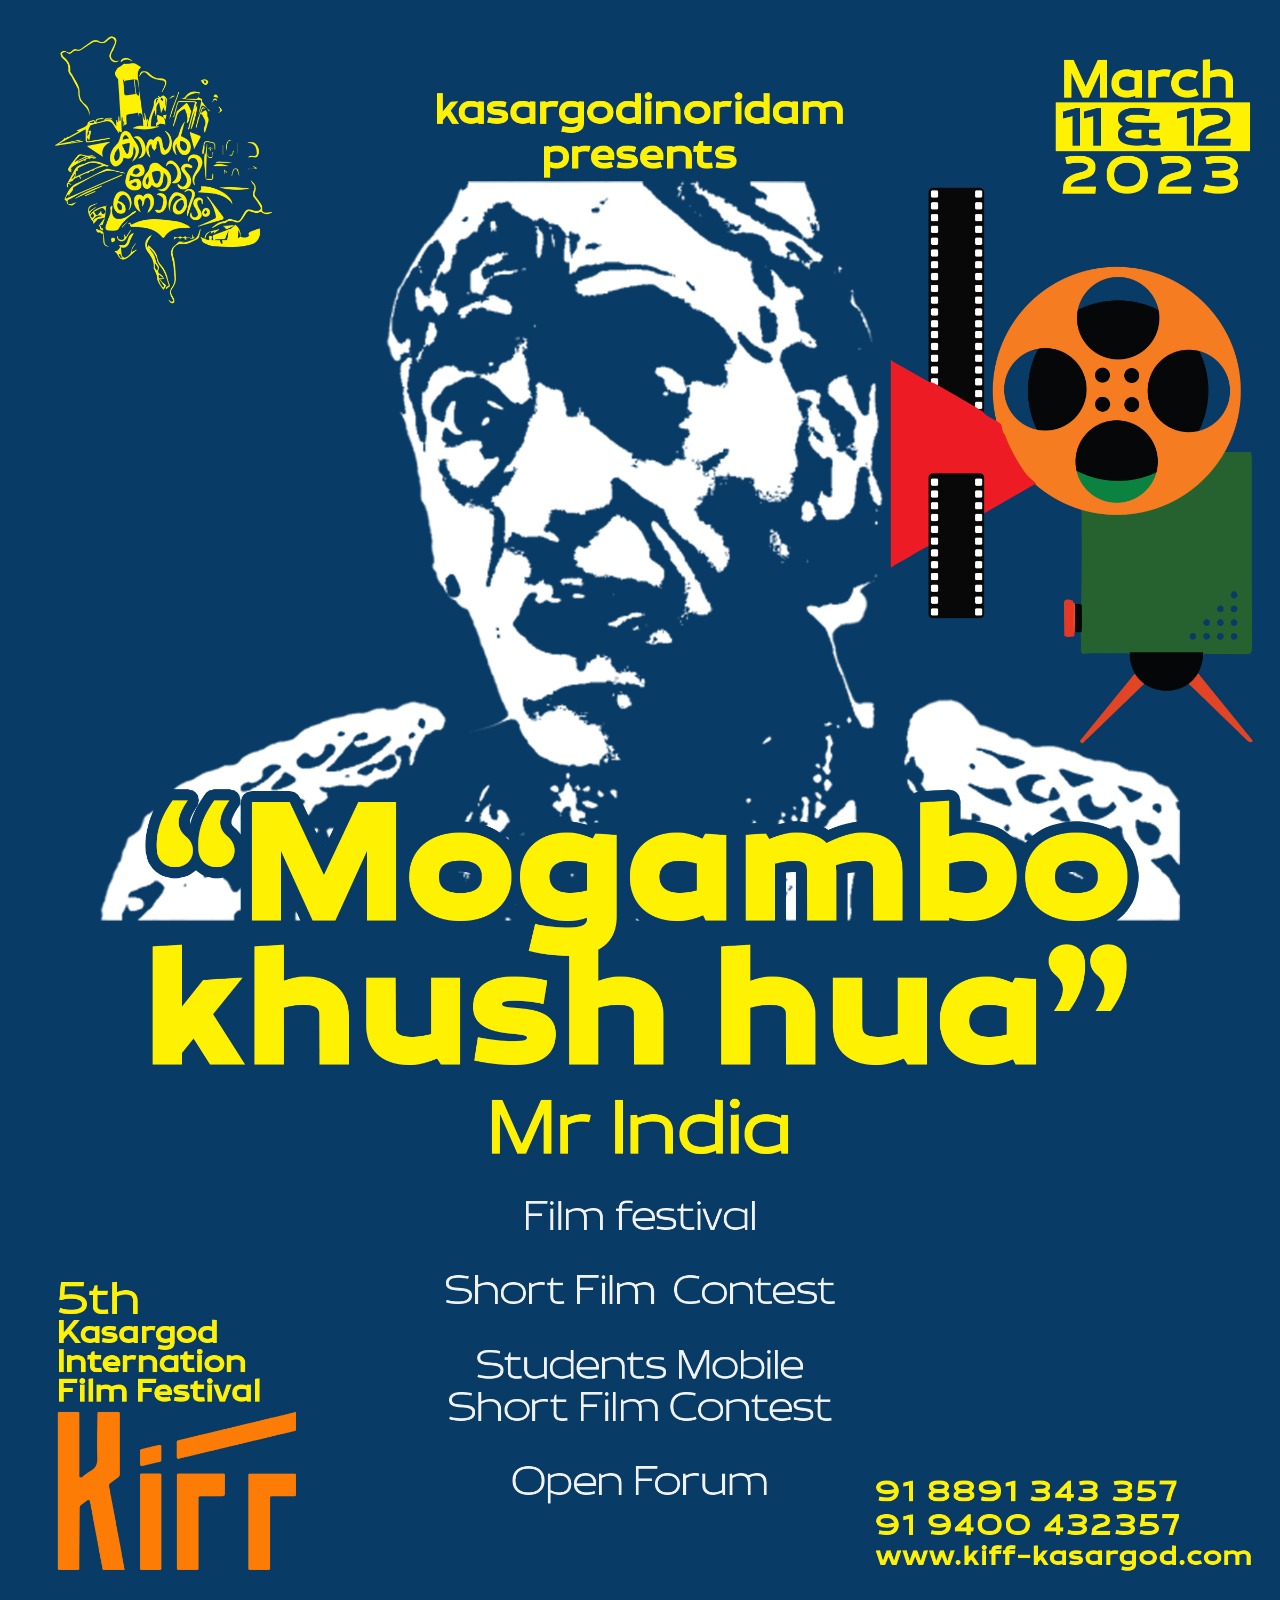 കാസർ
കോടി
നൊരിടം
kasargodinoridam
presents
March
11 & 12
2023
“Mogambo
khush hua”
Mr India
Film festival
Short Film Contest
Students Mobile
Short Film Contest
Open Forum
5th
Kasargod
Internation
Film Festival
Kiff
91 8891 343 357
91 9400 432357
www.kiff-kasargod.com